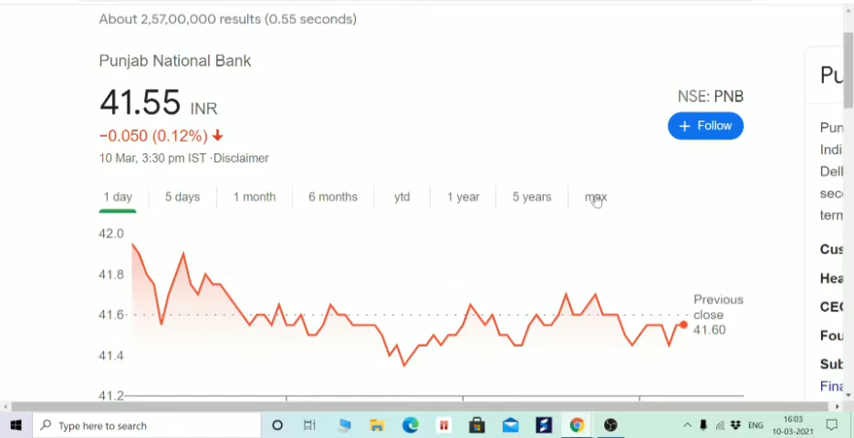 About 2,57,00,000 results (0.55 seconds)
Punjab National Bank
41.55 INR
−0.050 (0.12%)
10 Mar, 3:30 pm IST ·Disclaimer
NSE: PNB
+ Follow
1 day 5 days 1 month 6 months ytd 1 year 5 years max
42.0
41.8
41.6
41.4
41.2
Previous
close
41.60
Pu
Pun
Indi
Dell
sec
term
Cus
Hea
CEO
Fou
Sub
Fina
Type here to search
ENG
16:03
10-03-2021